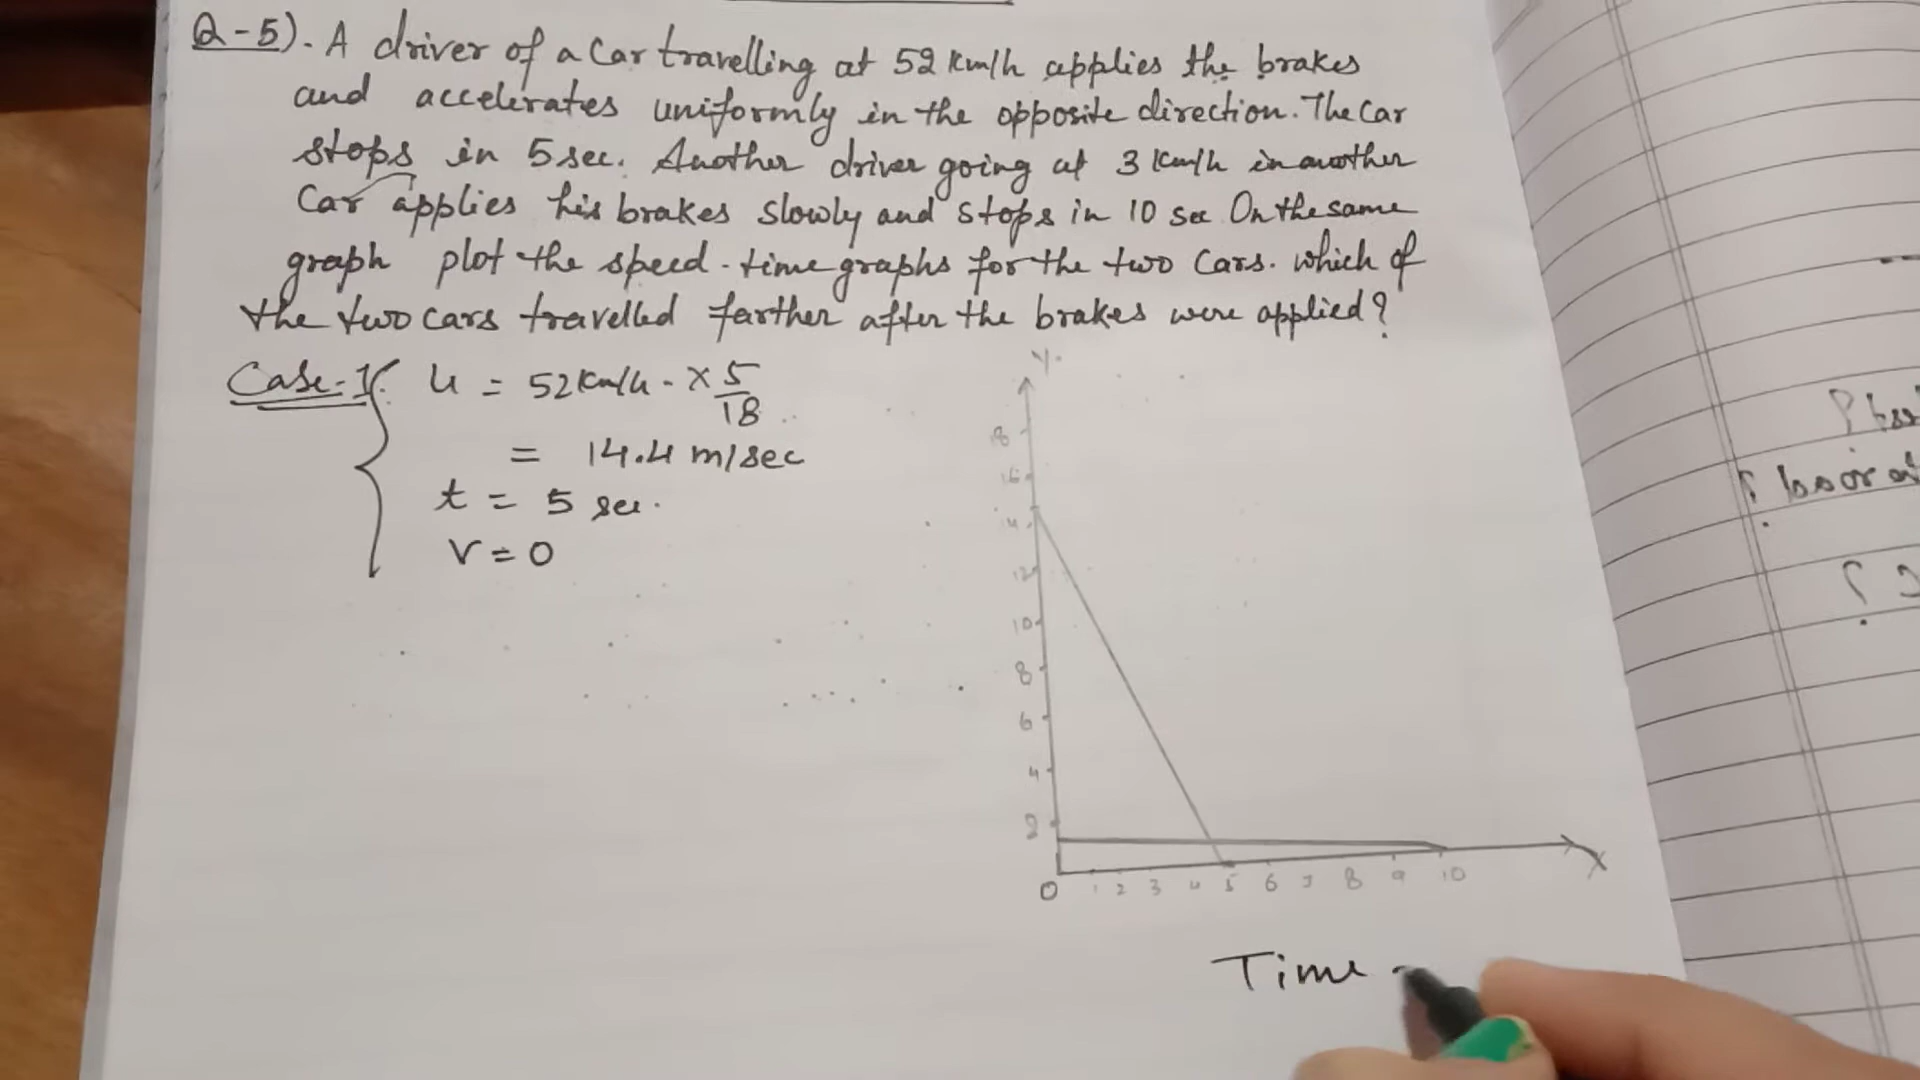 Q-5). A driver of a Car travelling at 52 km/h applies the brakes
and accelerates uniformly in the opposite direction. The Car
stops in 5 sec. Another driver going at 3 km/h in another
Car applies his brakes slowly and stops in 10 sec On the same
graph plot the speed-time graphs for the two Cars. which of
the two cars travelled farther after the brakes were applied?
Case-1. u = 52 km/h - × 5/18
= 14.4 m/sec
t = 5 sec.
v = 0
Y.
18
16
14
12
10
8
6
4
2
0 1 2 3 4 5 6 7 8 9 10 X
Time